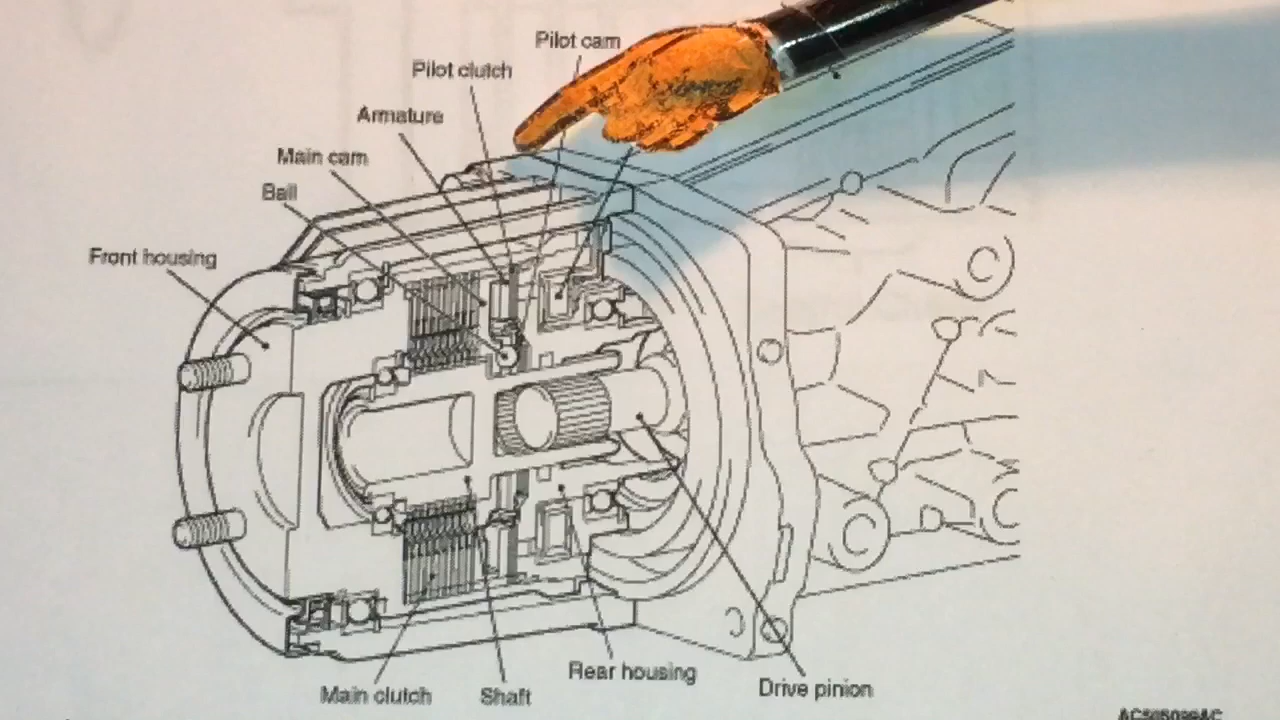 Pilot cam
Pilot clutch
Armature
Main cam
Ball
Front housing
Rear housing
Main clutch
Shaft
Drive pinion